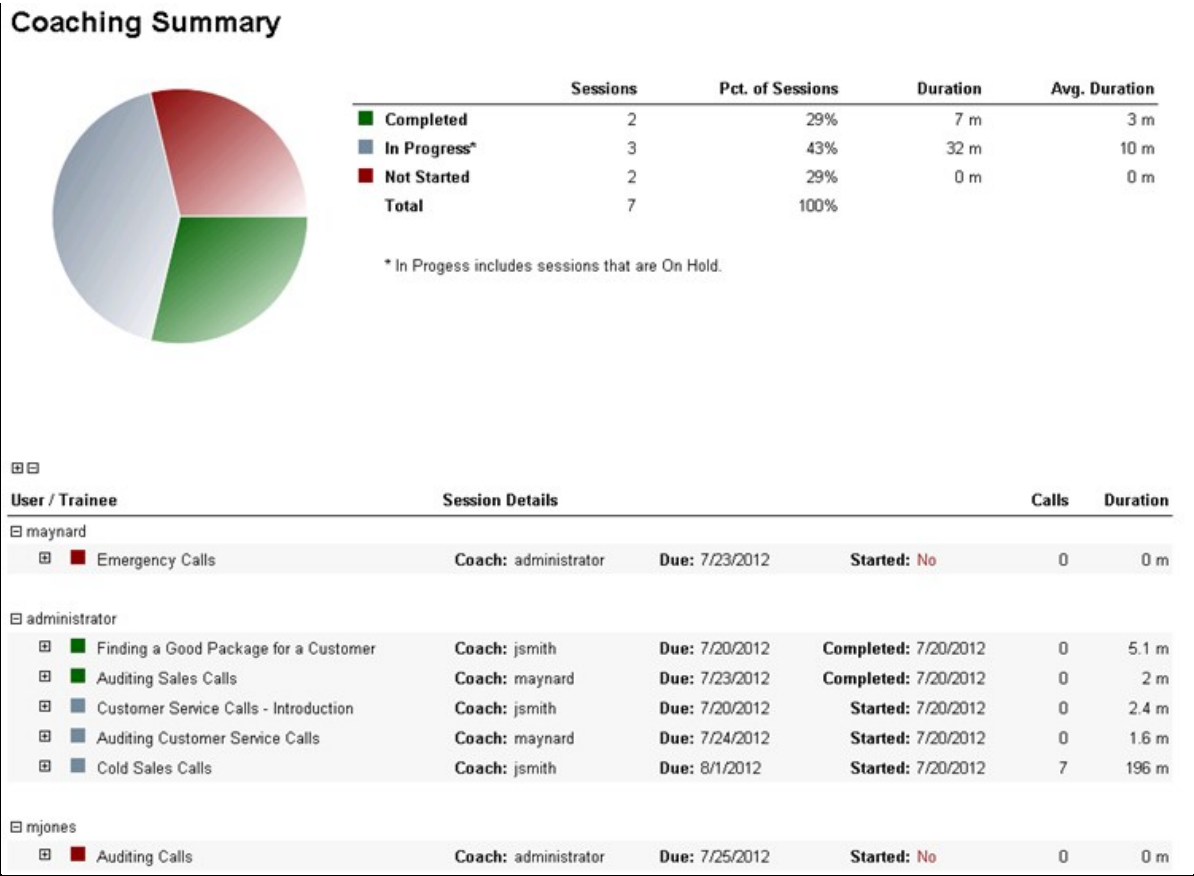 Coaching Summary
Sessions Pct. of Sessions Duration Avg. Duration
Completed 2 29% 7 m 3 m
In Progress* 3 43% 32 m 10 m
Not Started 2 29% 0 m 0 m
Total 7 100%
* In Progess includes sessions that are On Hold.
User / Trainee Session Details Calls Duration
maynard
Emergency Calls Coach: administrator Due: 7/23/2012 Started: No 0 0 m
administrator
Finding a Good Package for a Customer Coach: jsmith Due: 7/20/2012 Completed: 7/20/2012 0 5.1 m
Auditing Sales Calls Coach: maynard Due: 7/23/2012 Completed: 7/20/2012 0 2 m
Customer Service Calls - Introduction Coach: jsmith Due: 7/20/2012 Started: 7/20/2012 0 2.4 m
Auditing Customer Service Calls Coach: maynard Due: 7/24/2012 Started: 7/20/2012 0 1.6 m
Cold Sales Calls Coach: jsmith Due: 8/1/2012 Started: 7/20/2012 7 196 m
mjones
Auditing Calls Coach: administrator Due: 7/25/2012 Started: No 0 0 m